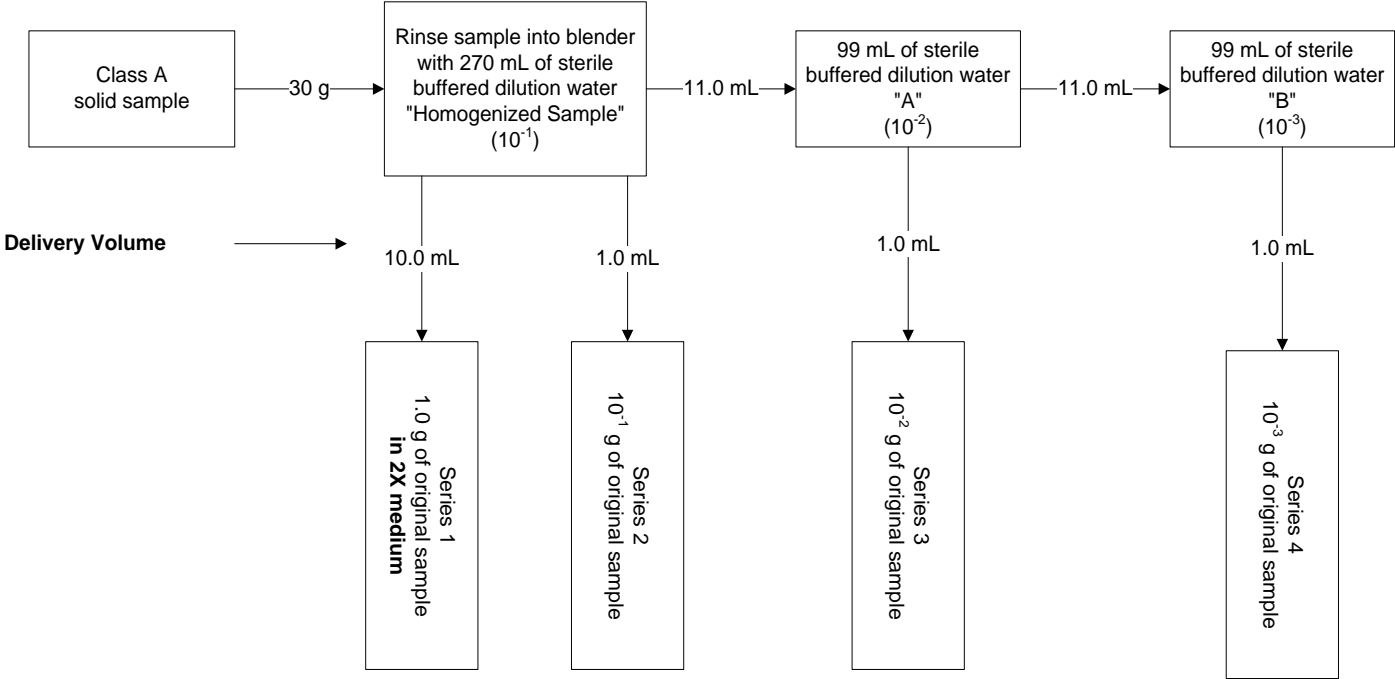 Class A
solid sample
30 g
Rinse sample into blender
with 270 mL of sterile
buffered dilution water
"Homogenized Sample"
(10⁻¹)
11.0 mL
99 mL of sterile
buffered dilution water
"A"
(10⁻²)
11.0 mL
99 mL of sterile
buffered dilution water
"B"
(10⁻³)
Delivery Volume
10.0 mL
1.0 mL
1.0 mL
1.0 mL
Series 1
1.0 g of original sample
in 2X medium
Series 2
10⁻¹ g of original sample
Series 3
10⁻² g of original sample
Series 4
10⁻³ g of original sample